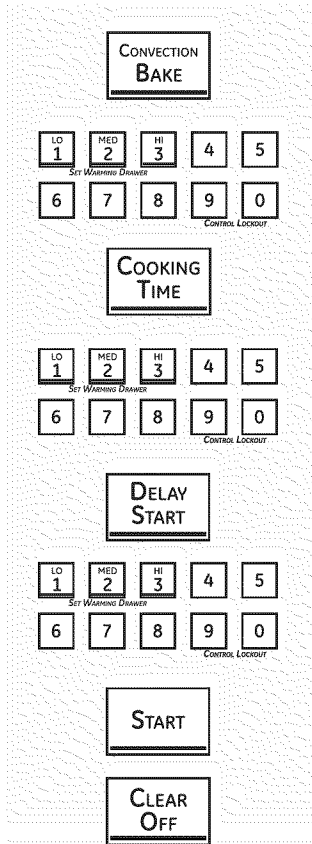 CONVECTION
BAKE
LO MED HI
1 2 3 4 5
SET WARMING DRAWER
6 7 8 9 0
CONTROL LOCKOUT
COOKING
TIME
LO MED HI
1 2 3 4 5
SET WARMING DRAWER
6 7 8 9 0
CONTROL LOCKOUT
DELAY
START
LO MED HI
1 2 3 4 5
SET WARMING DRAWER
6 7 8 9 0
CONTROL LOCKOUT
START
CLEAR
OFF